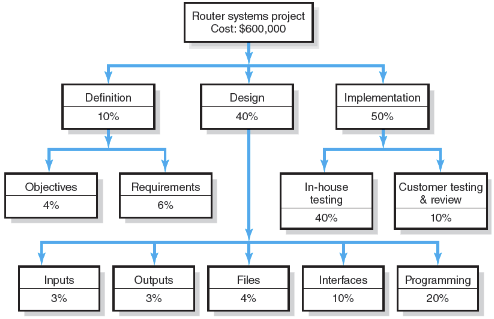 Router systems project
Cost: $600,000
Definition
10%
Design
40%
Implementation
50%
Objectives
4%
Requirements
6%
In-house
testing
40%
Customer testing
& review
10%
Inputs
3%
Outputs
3%
Files
4%
Interfaces
10%
Programming
20%